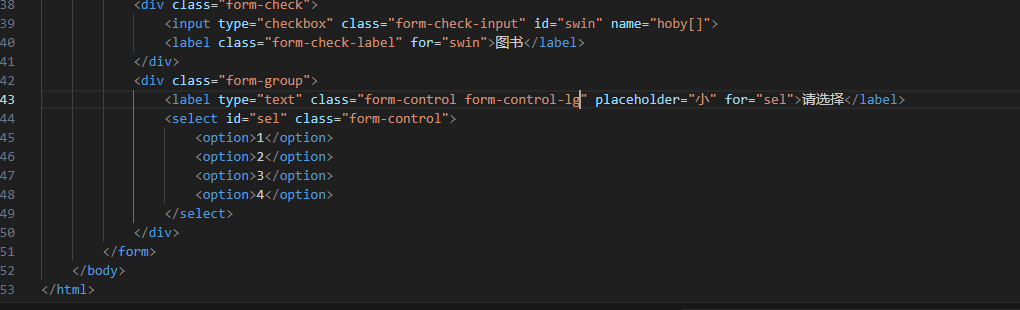 38 <div class="form-check">
39 <input type="checkbox" class="form-check-input" id="swin" name="hoby[]">
40 <label class="form-check-label" for="swin">图书</label>
41 </div>
42 <div class="form-group">
43 <label type="text" class="form-control form-control-lg" placeholder="小" for="sel">请选择</label>
44 <select id="sel" class="form-control">
45 <option>1</option>
46 <option>2</option>
47 <option>3</option>
48 <option>4</option>
49 </select>
50 </div>
51 </form>
52 </body>
53 </html>